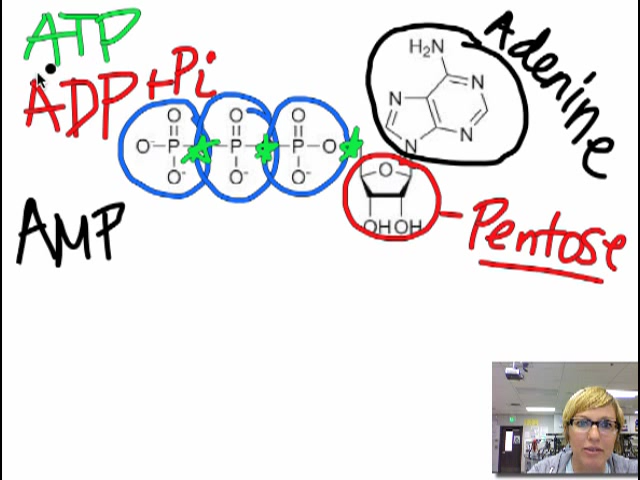 ATP
ADP + Pi
AMP
Adenine
Pentose
H₂N
N
N
N
N
O
O
O
O⁻
P
P
P
O
O⁻
O⁻
O⁻
O
OH OH